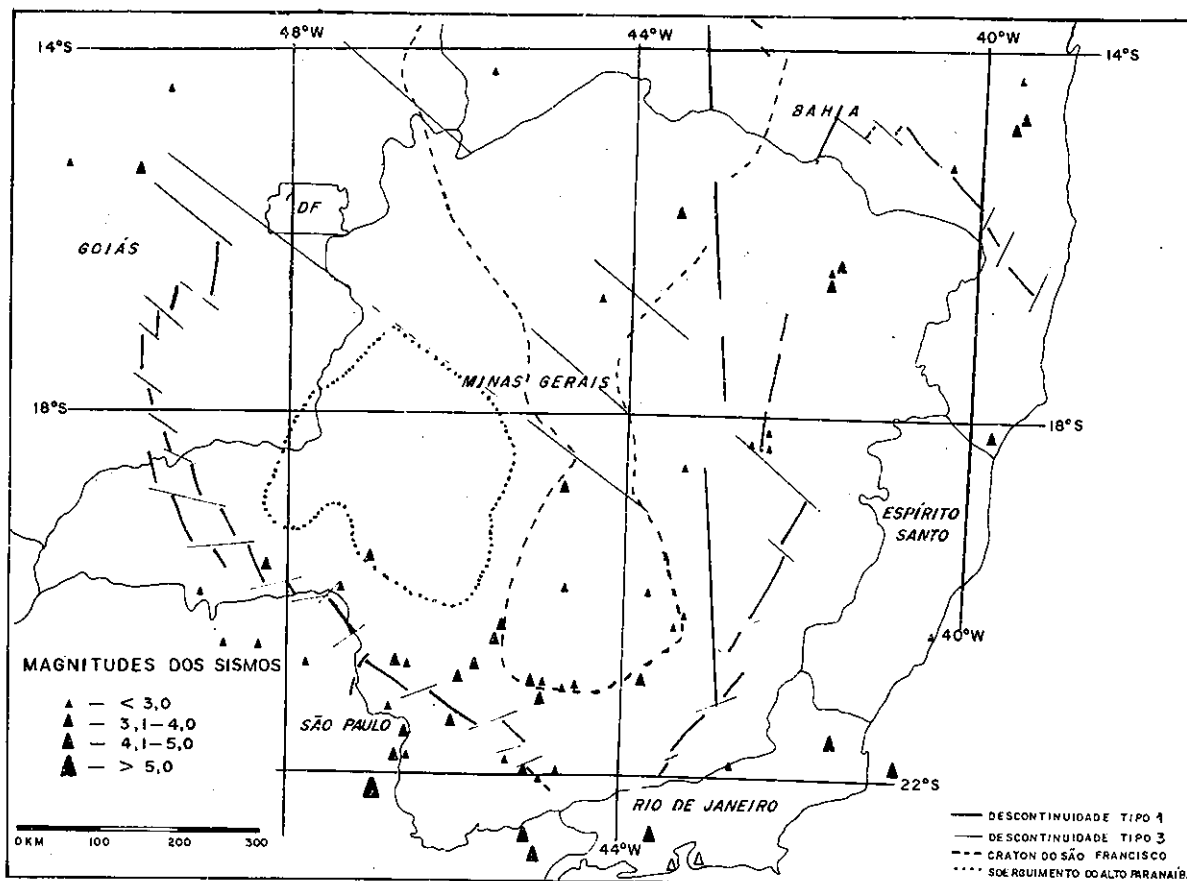 48°W
44°W
40°W
14°S
14°S
BAHIA
DF
GOIÁS
MINAS GERAIS
18°S
18°S
ESPÍRITO
SANTO
40°W
MAGNITUDES DOS SISMOS
– < 3,0
– 3,1–4,0
– 4,1–5,0
– > 5,0
SÃO PAULO
22°S
RIO DE JANEIRO
44°W
0 KM 100 200 300
DESCONTINUIDADE TIPO 1
DESCONTINUIDADE TIPO 3
CRATON DO SÃO FRANCISCO
SOERGUIMENTO DO ALTO PARANAÍB